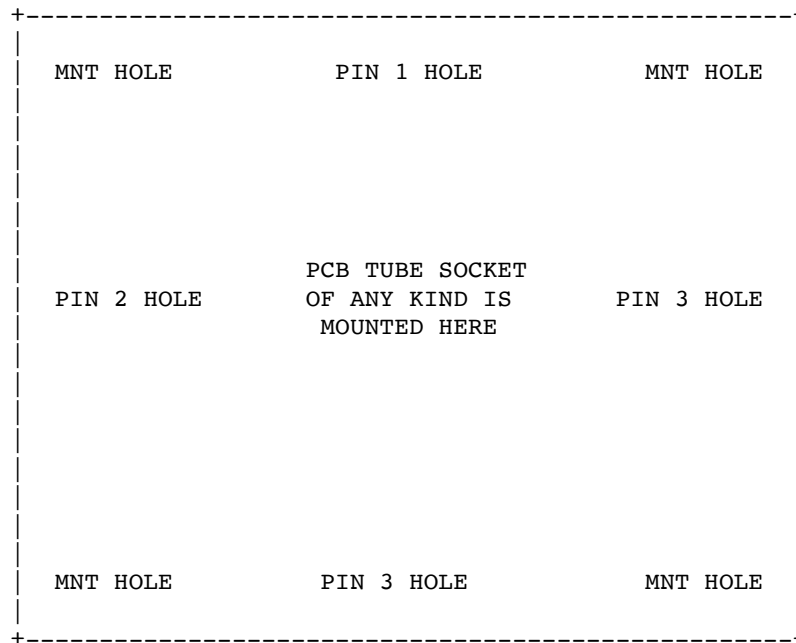 MNT HOLE PIN 1 HOLE MNT HOLE
PCB TUBE SOCKET
PIN 2 HOLE OF ANY KIND IS PIN 3 HOLE
MOUNTED HERE
MNT HOLE PIN 3 HOLE MNT HOLE